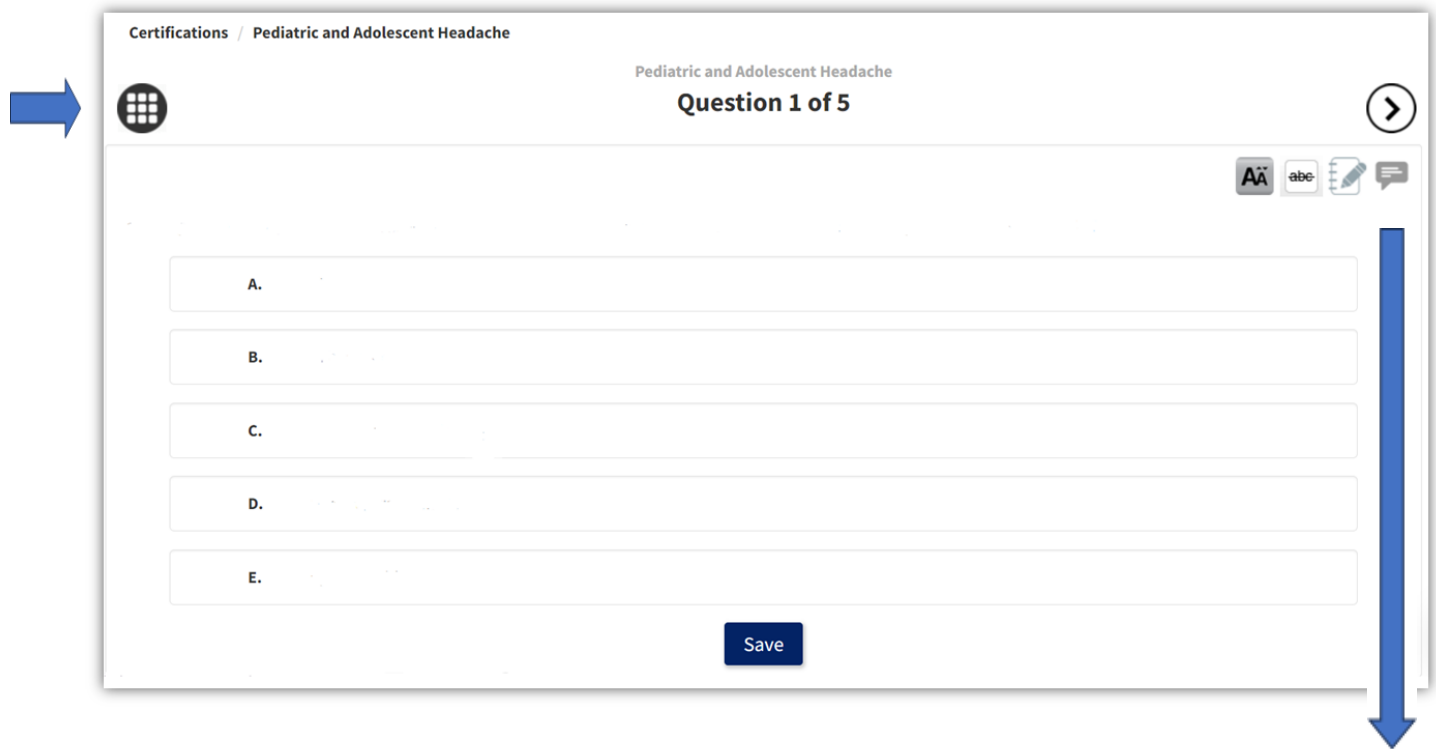 Certifications / Pediatric and Adolescent Headache
Pediatric and Adolescent Headache
Question 1 of 5
AÄ abc
A.
B.
C.
D.
E.
Save